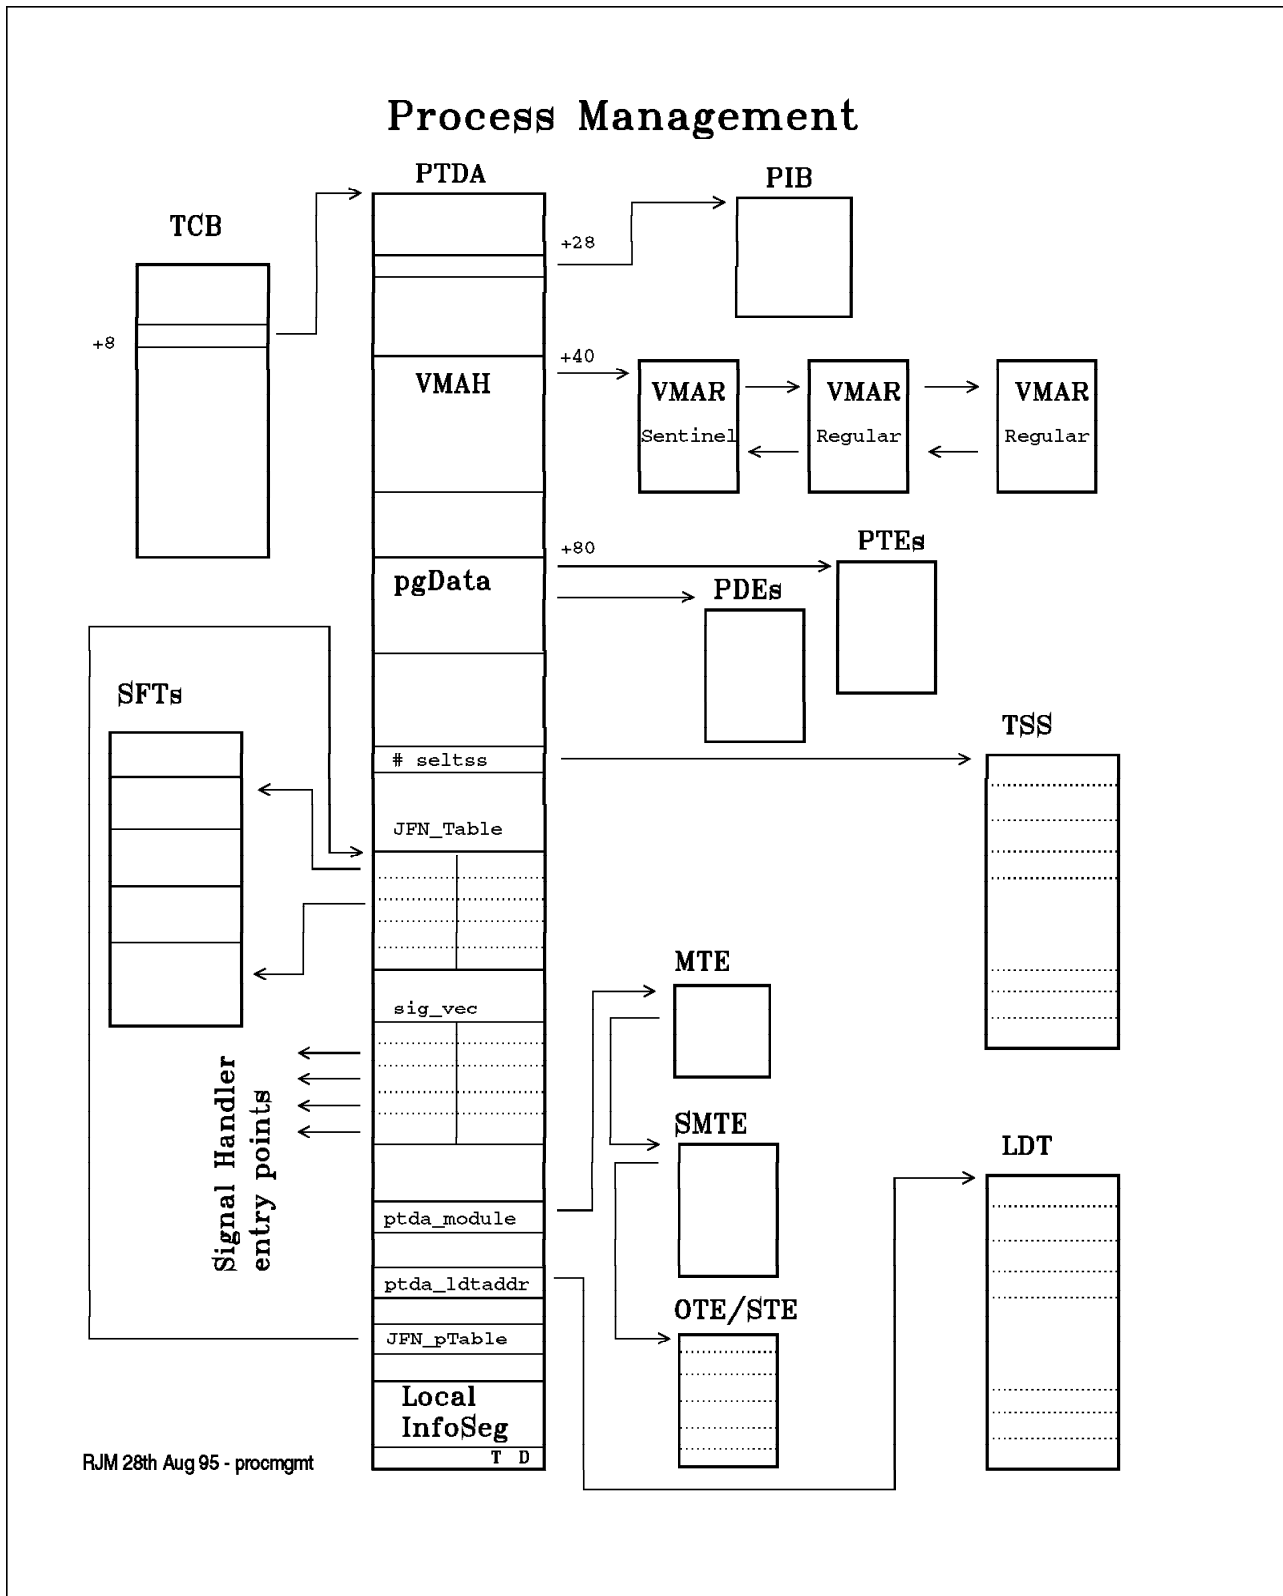 Process Management
PTDA
PIB
TCB
+28
+8
+40
VMAH
VMAR
Sentinel
VMAR
Regular
VMAR
Regular
+80
PTEs
pgData
PDEs
SFTs
TSS
# seltss
JFN_Table
MTE
sig_vec
Signal Handler
entry points
SMTE
LDT
ptda_module
ptda_ldtaddr
OTE/STE
JFN_pTable
Local
InfoSeg
T D
RJM 28th Aug 95 - procmgmt